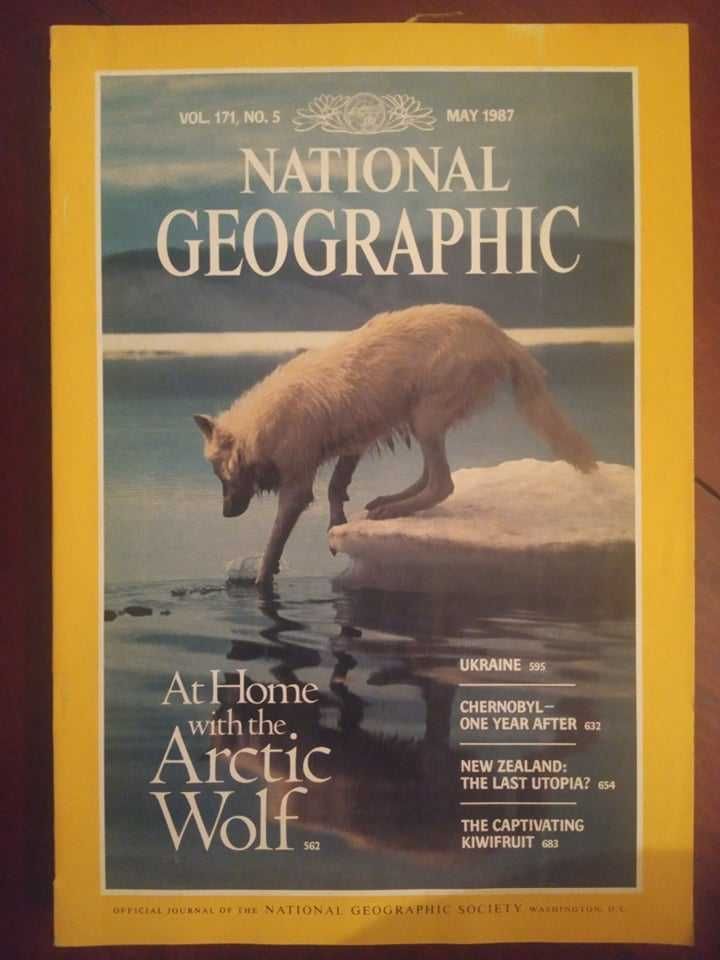 VOL. 171, NO. 5 MAY 1987
NATIONAL
GEOGRAPHIC
At Home
with the
Arctic
Wolf 562
UKRAINE 595
CHERNOBYL—
ONE YEAR AFTER 632
NEW ZEALAND:
THE LAST UTOPIA? 654
THE CAPTIVATING
KIWIFRUIT 683
OFFICIAL JOURNAL OF THE NATIONAL GEOGRAPHIC SOCIETY WASHINGTON, D.C.